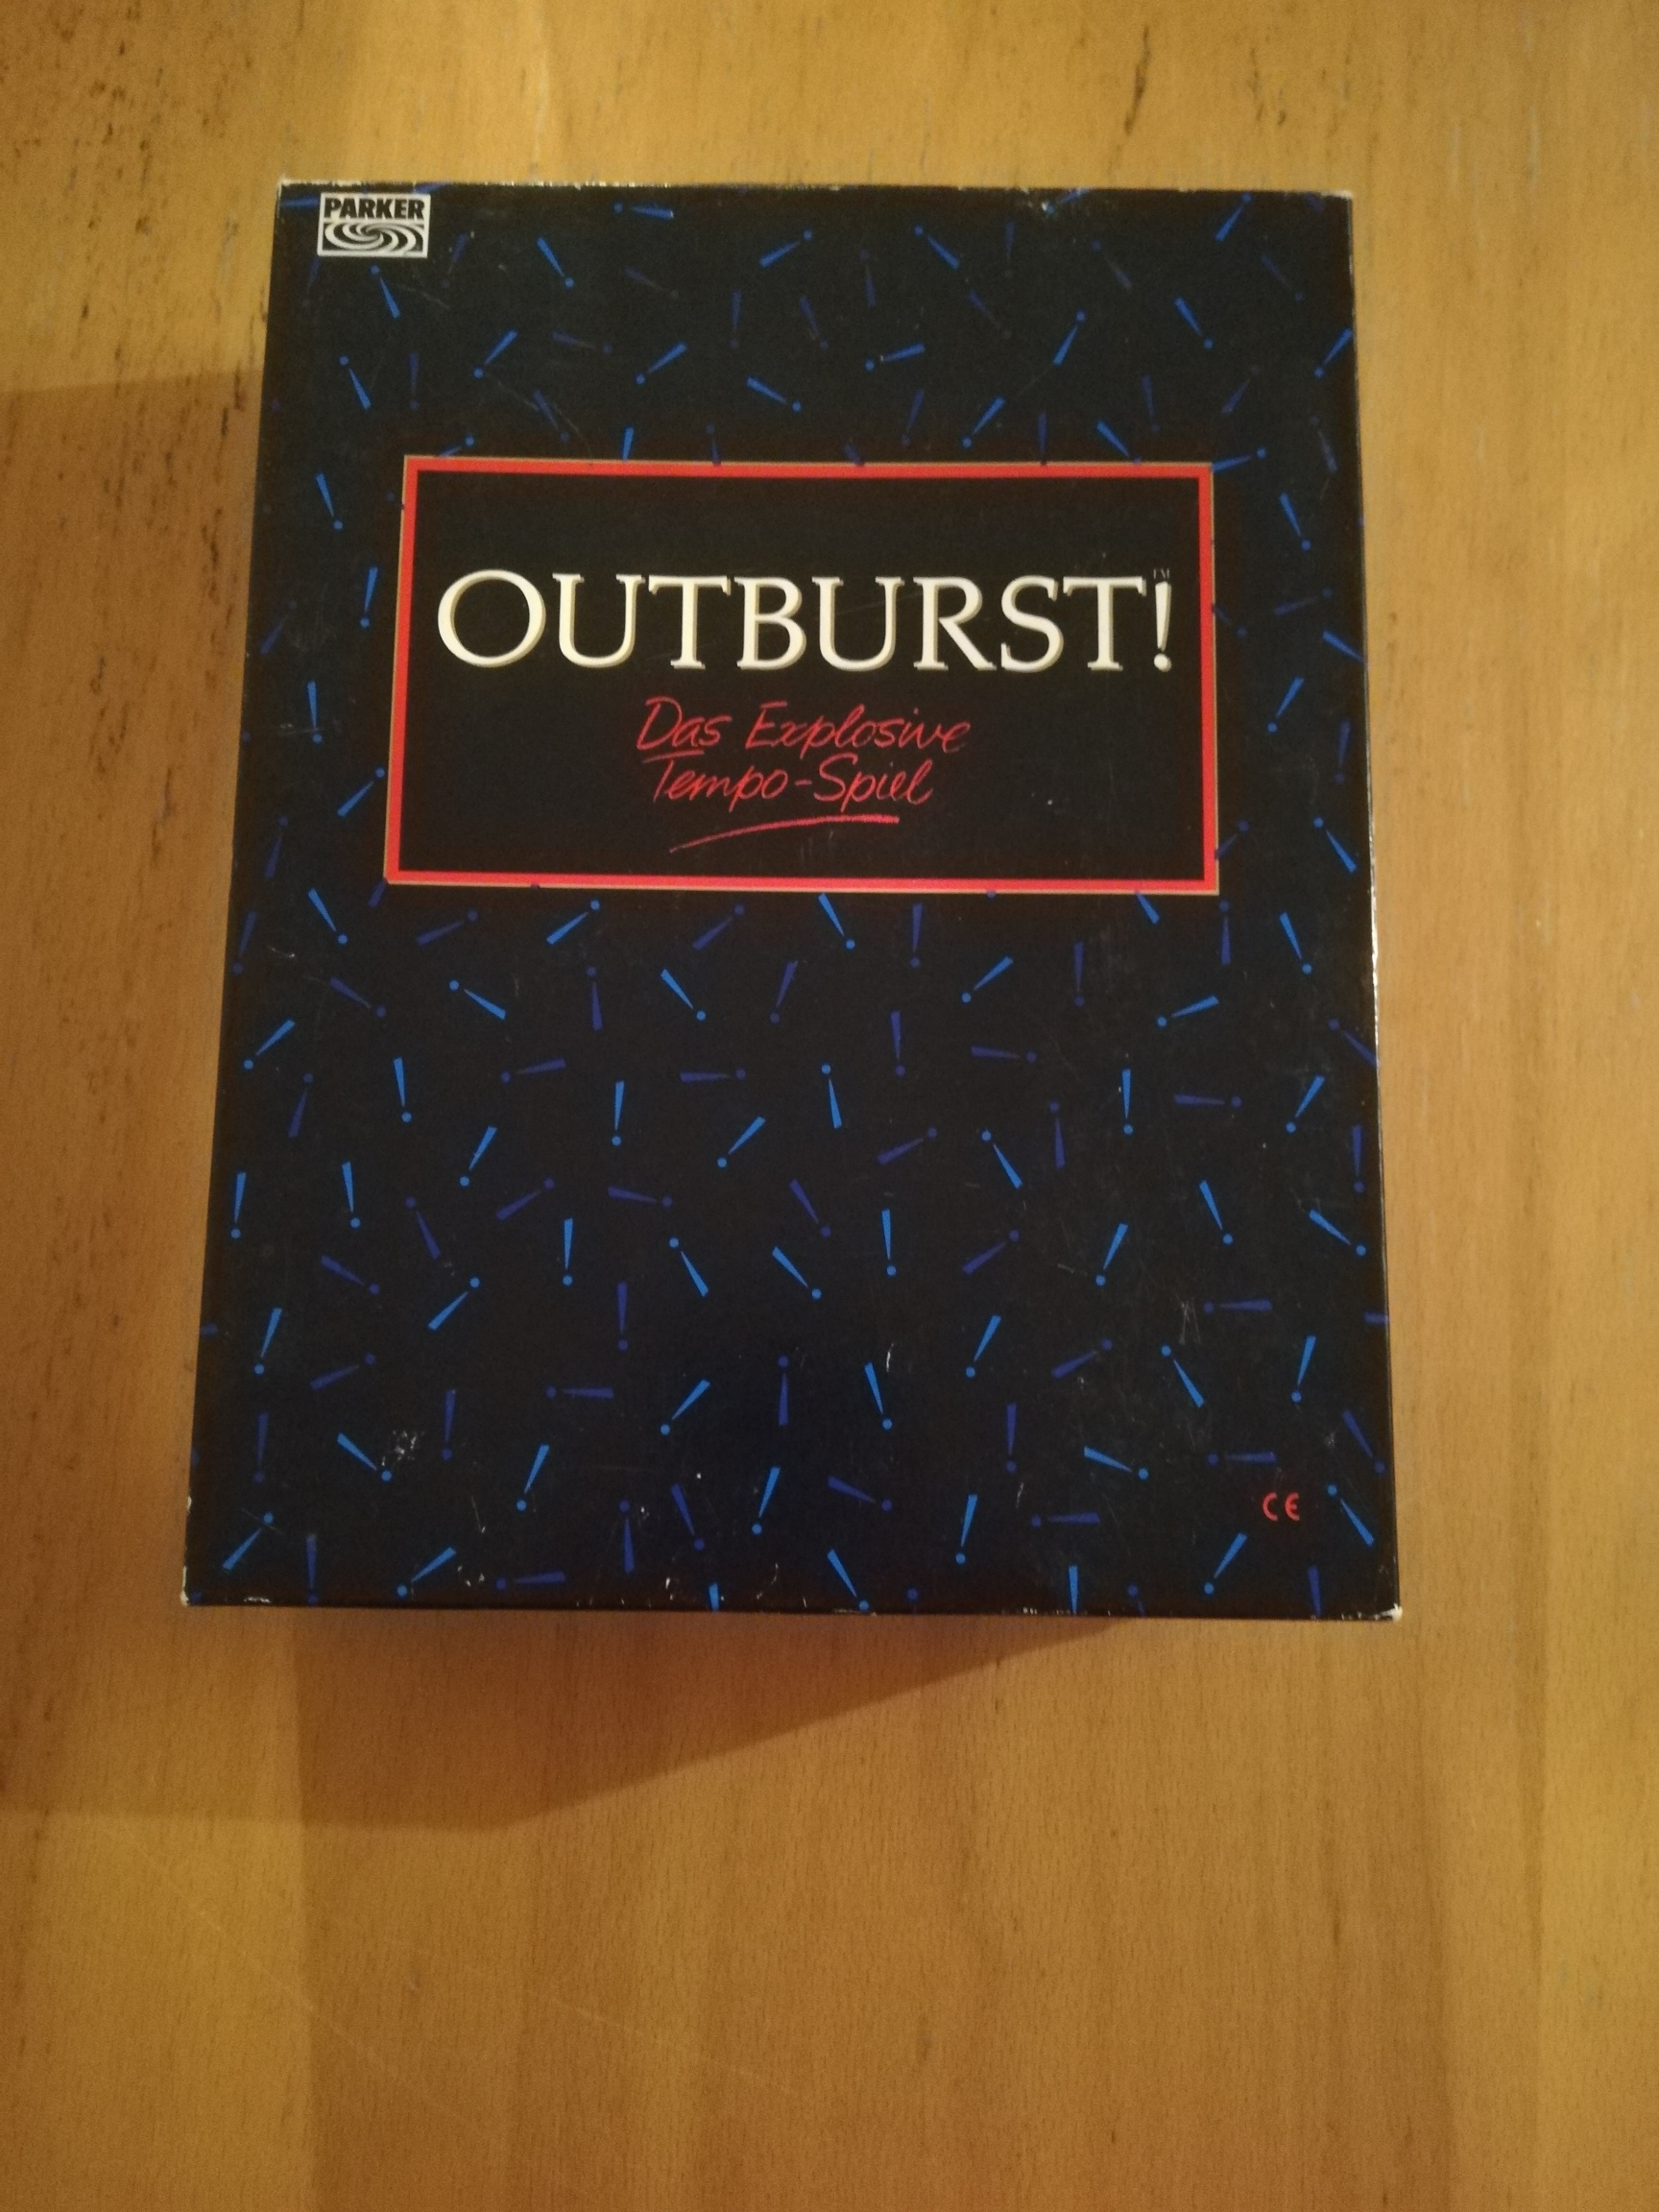 PARKER
OUTBURST!™
Das Explosive
Tempo-Spiel
CE